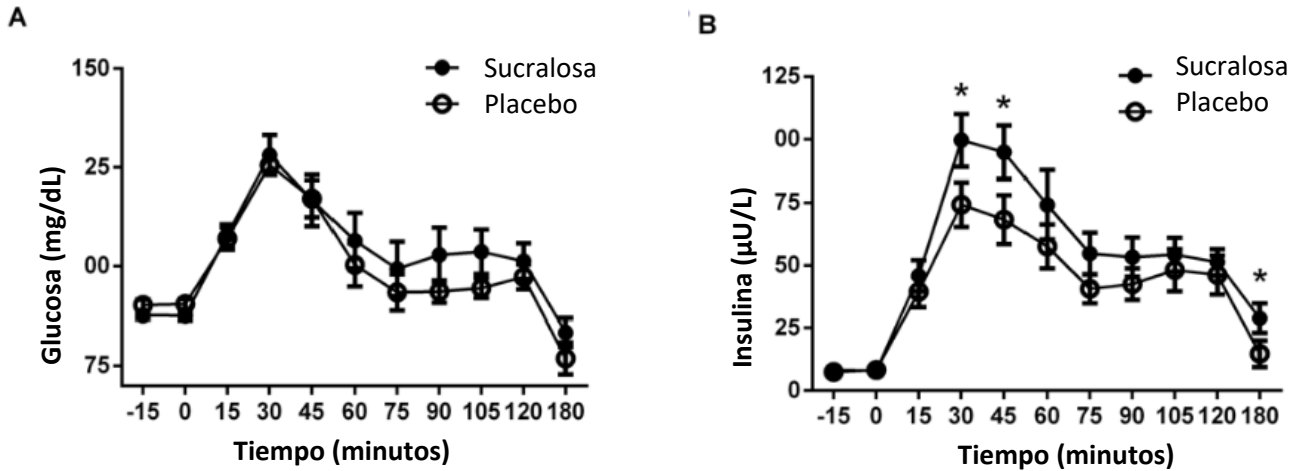 A
150
25
00
75
Glucosa (mg/dL)
Sucralosa
Placebo
-15 0 15 30 45 60 75 90 105 120 180
Tiempo (minutos)
B
125
00
75
50
25
0
Insulina (µU/L)
Sucralosa
Placebo
* * *
-15 0 15 30 45 60 75 90 105 120 180
Tiempo (minutos)